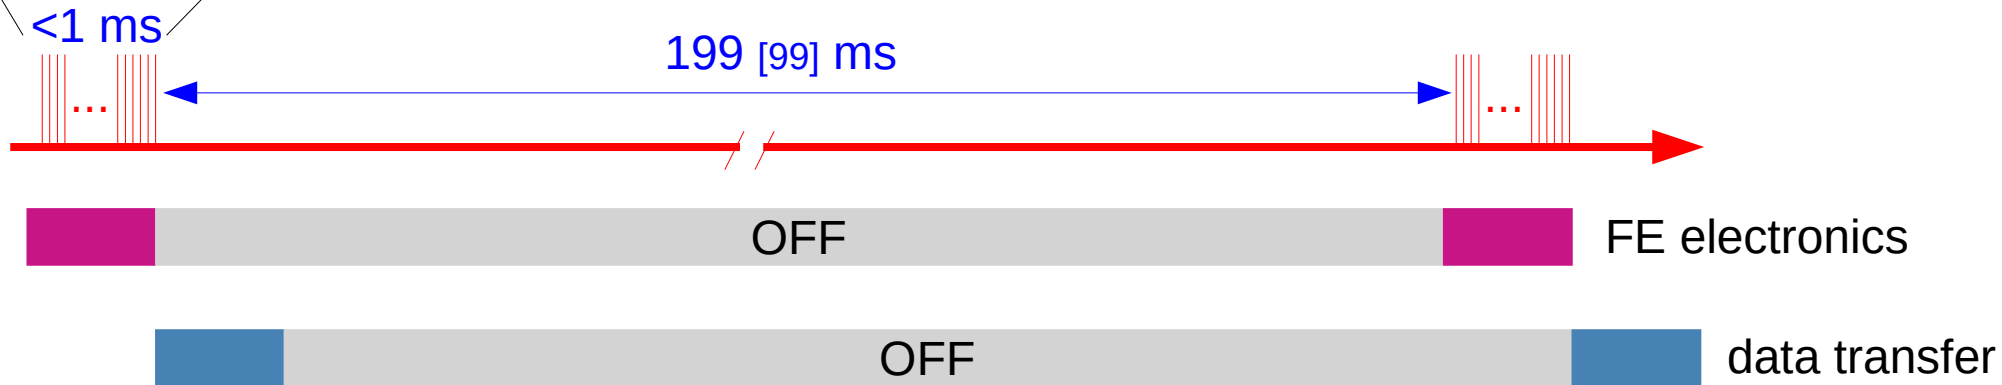 <1 ms
199 [99] ms
...
...
OFF
FE electronics
OFF
data transfer